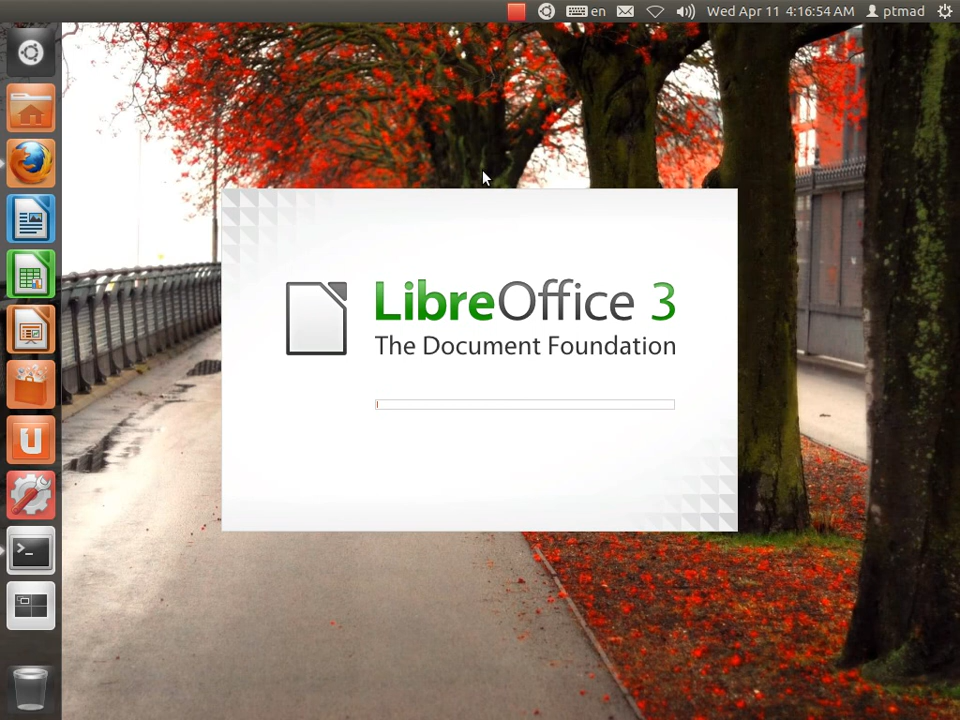 en
Wed Apr 11 4:16:54 AM
ptmad
LibreOffice 3
The Document Foundation